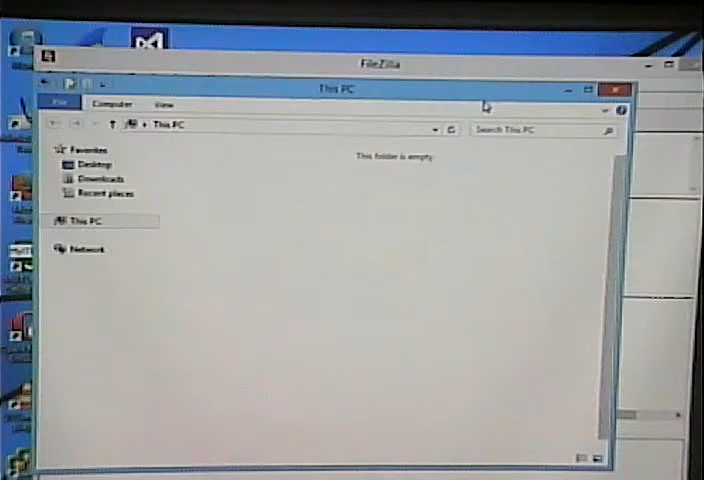 FileZilla
This PC
File
Computer
View
This PC
Search This PC
Favorites
This folder is empty.
Desktop
Downloads
Recent places
This PC
Network